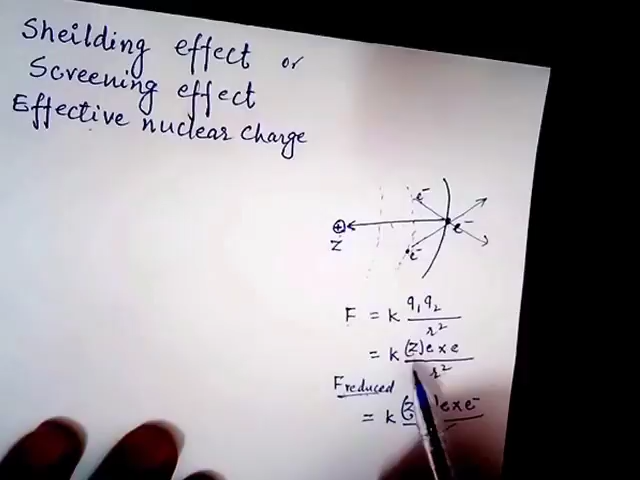 Sheilding effect or
Screening effect
Effective nuclear charge
e⁻
e⁻
Z
e⁻
F = k q₁q₂
r²
= k (Z)e×e
r²
Freduced
= k (Z e×e⁻